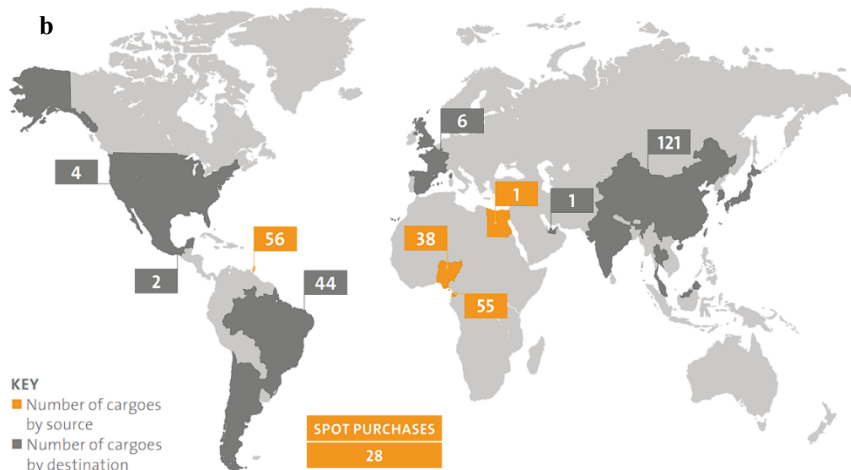 b
6
121
4
1
1
56
38
2
44
55
KEY
Number of cargoes
by source
Number of cargoes
by destination
SPOT PURCHASES
28